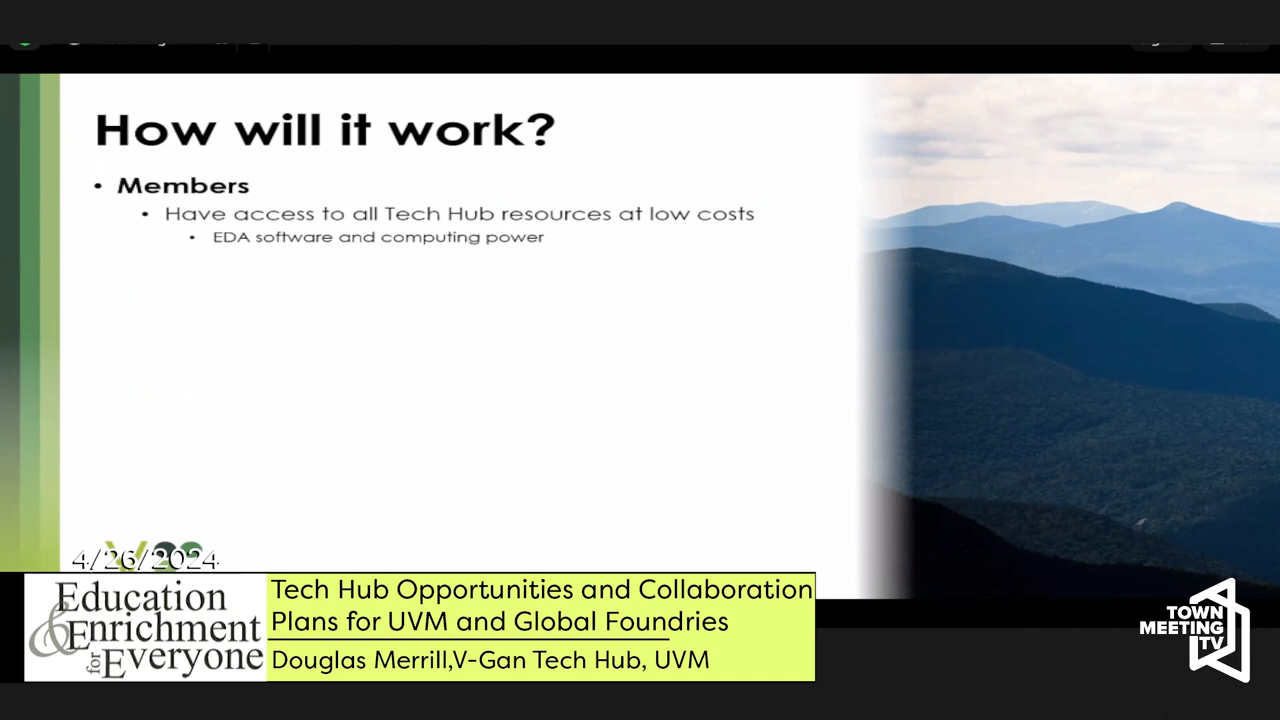 How will it work?
• Members
• Have access to all Tech Hub resources at low costs
• EDA software and computing power
4/26/2024
Education
& Enrichment
for Everyone
Tech Hub Opportunities and Collaboration
Plans for UVM and Global Foundries
Douglas Merrill,V-Gan Tech Hub, UVM
TOWN
MEETING
TV